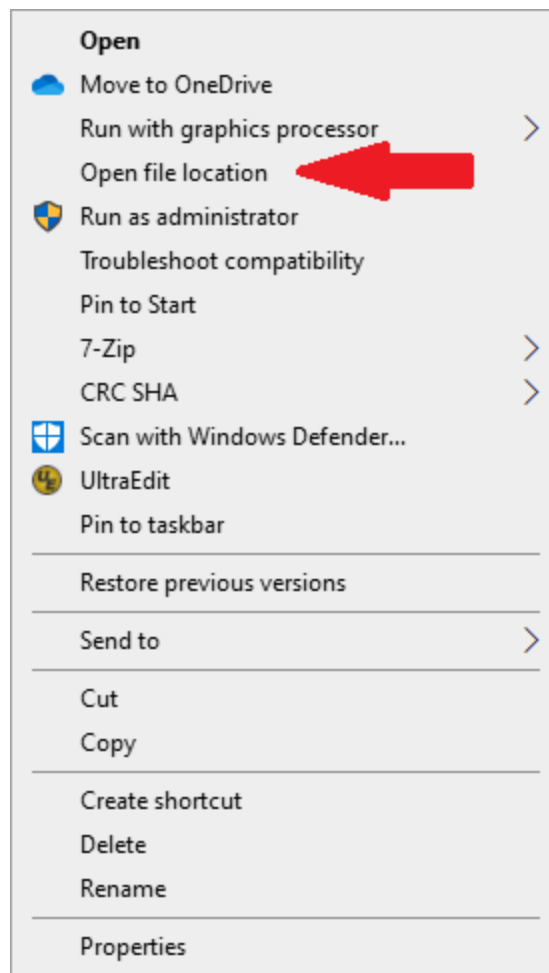 Open
Move to OneDrive
Run with graphics processor
Open file location
Run as administrator
Troubleshoot compatibility
Pin to Start
7-Zip
CRC SHA
Scan with Windows Defender...
UE
UltraEdit
Pin to taskbar
Restore previous versions
Send to
Cut
Copy
Create shortcut
Delete
Rename
Properties